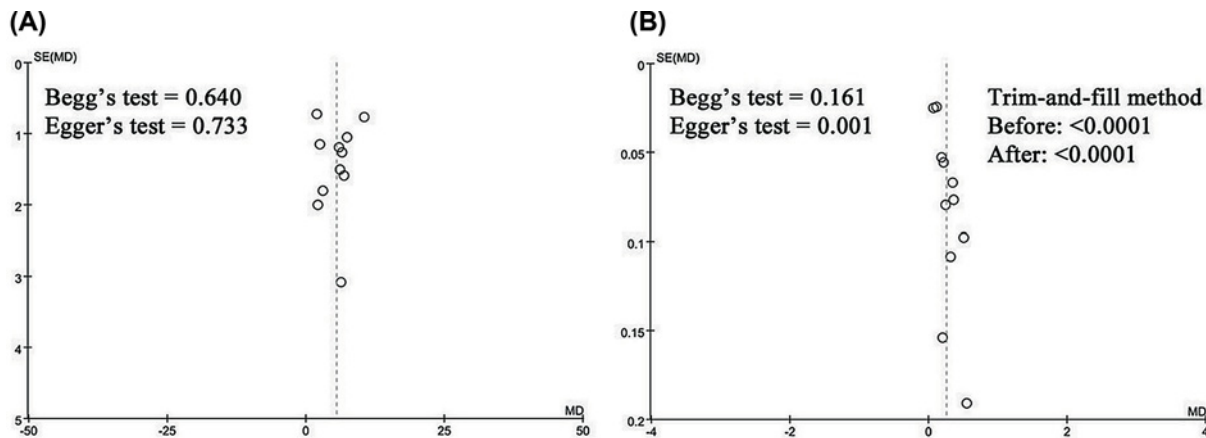 (A)
SE(MD)
0
1
2
3
4
5
Begg's test = 0.640
Egger's test = 0.733
MD
-50
-25
0
25
50
(B)
SE(MD)
0
0.05
0.1
0.15
0.2
Begg's test = 0.161
Egger's test = 0.001
Trim-and-fill method
Before: <0.0001
After: <0.0001
MD
-4
-2
0
2
4